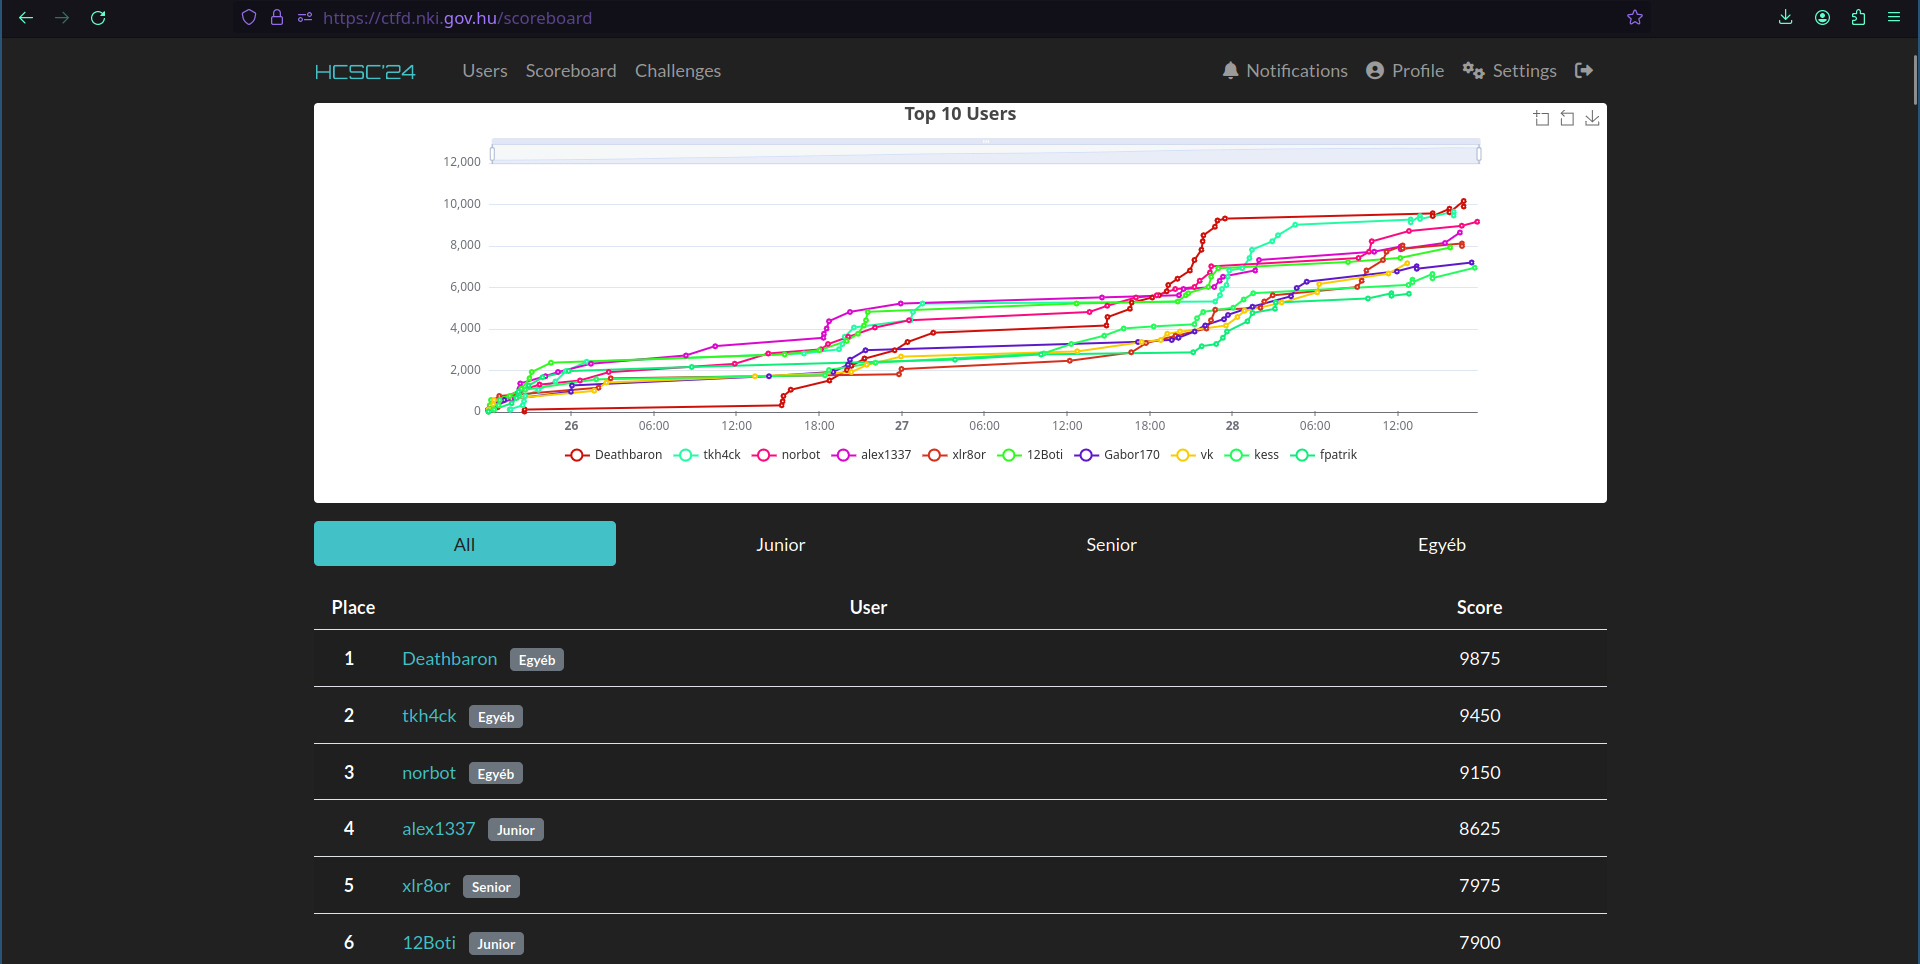 https://ctfd.nki.gov.hu/scoreboard
HCSC'24 Users Scoreboard Challenges Notifications Profile Settings
Top 10 Users
12,000
10,000
8,000
6,000
4,000
2,000
0
26 06:00 12:00 18:00 27 06:00 12:00 18:00 28 06:00 12:00
Deathbaron tkh4ck norbot alex1337 xlr8or 12Boti Gabor170 vk kess fpatrik
All Junior Senior Egyéb
Place User Score
1 Deathbaron Egyéb 9875
2 tkh4ck Egyéb 9450
3 norbot Egyéb 9150
4 alex1337 Junior 8625
5 xlr8or Senior 7975
6 12Boti Junior 7900